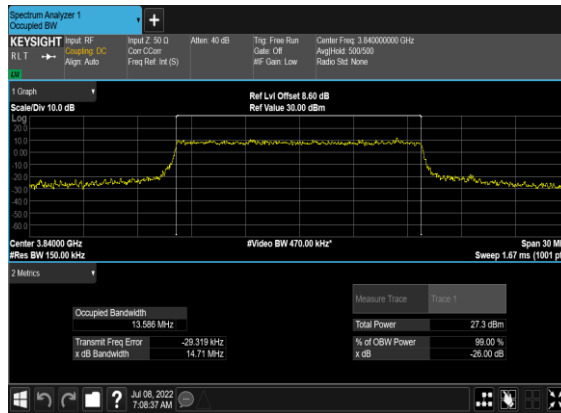 Spectrum Analyzer 1
Occupied BW
KEYSIGHT Input: RF Input Z: 50 Ω Atten: 40 dB Trig: Free Run Center Freq: 3.840000000 GHz
RLT Coupling: DC Corr CCorr Gate: Off Avg|Hold: 500/500
Align: Auto Freq Ref: Int (S) #IF Gain: Low Radio Std: None
1 Graph
Ref Lvl Offset 8.60 dB
Scale/Div 10.0 dB Ref Value 30.00 dBm
Log
20.0
10.0
0.00
-10.0
-20.0
-30.0
-40.0
-50.0
-60.0
Center 3.84000 GHz #Video BW 470.00 kHz* Span 30 M
#Res BW 150.00 kHz Sweep 1.67 ms (1001 pt
2 Metrics
Measure Trace Trace 1
Occupied Bandwidth
13.586 MHz Total Power 27.3 dBm
Transmit Freq Error -29.319 kHz % of OBW Power 99.00 %
x dB Bandwidth 14.71 MHz x dB -26.00 dB
?
Jul 08, 2022
7:08:37 AM